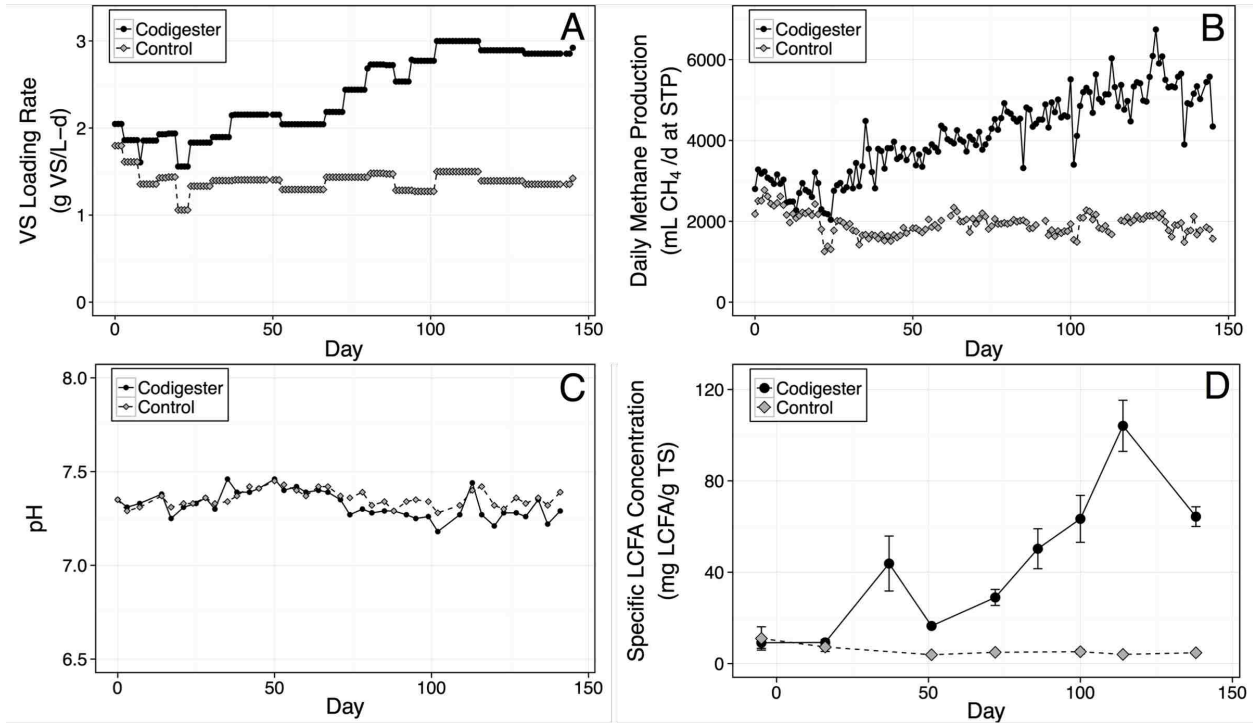 A
Codigester
Control
VS Loading Rate
(g VS/L−d)
3
2
1
0
0
50
100
150
Day
B
Codigester
Control
Daily Methane Production
(mL CH4 /d at STP)
6000
4000
2000
0
0
50
100
150
Day
C
Codigester
Control
pH
8.0
7.5
7.0
6.5
0
50
100
150
Day
D
Codigester
Control
Specific LCFA Concentration
(mg LCFA/g TS)
120
80
40
0
0
50
100
150
Day